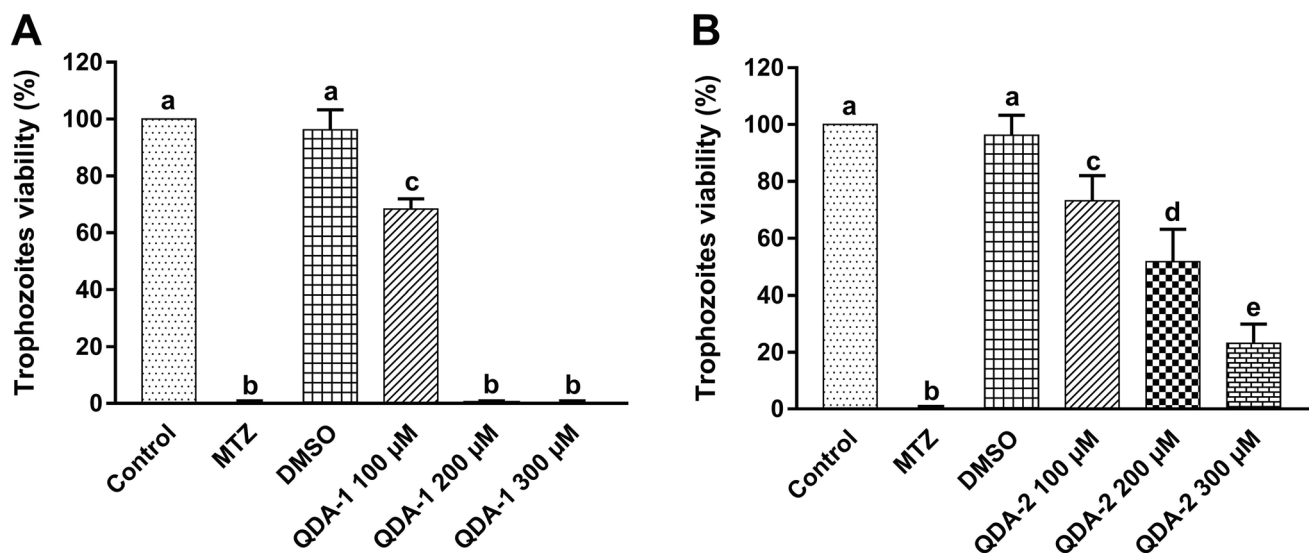 A
Trophozoites viability (%)
120
100
80
60
40
20
0
a
b
a
c
b
b
Control
MTZ
DMSO
QDA-1 100 µM
QDA-1 200 µM
QDA-1 300 µM
B
Trophozoites viability (%)
120
100
80
60
40
20
0
a
b
a
c
d
e
Control
MTZ
DMSO
QDA-2 100 µM
QDA-2 200 µM
QDA-2 300 µM